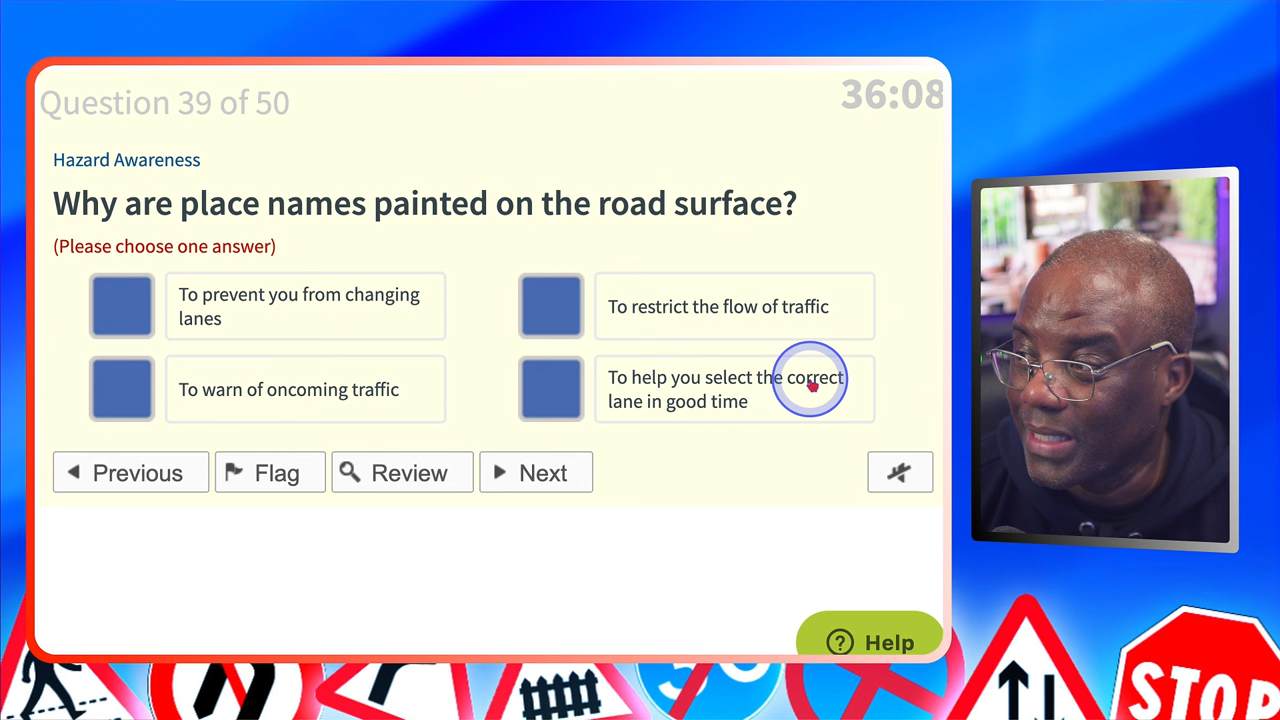 Question 39 of 50
36:08
Hazard Awareness
Why are place names painted on the road surface?
(Please choose one answer)
To prevent you from changing
lanes
To restrict the flow of traffic
To warn of oncoming traffic
To help you select the correct
lane in good time
Previous
Flag
Review
Next
? Help
STOP